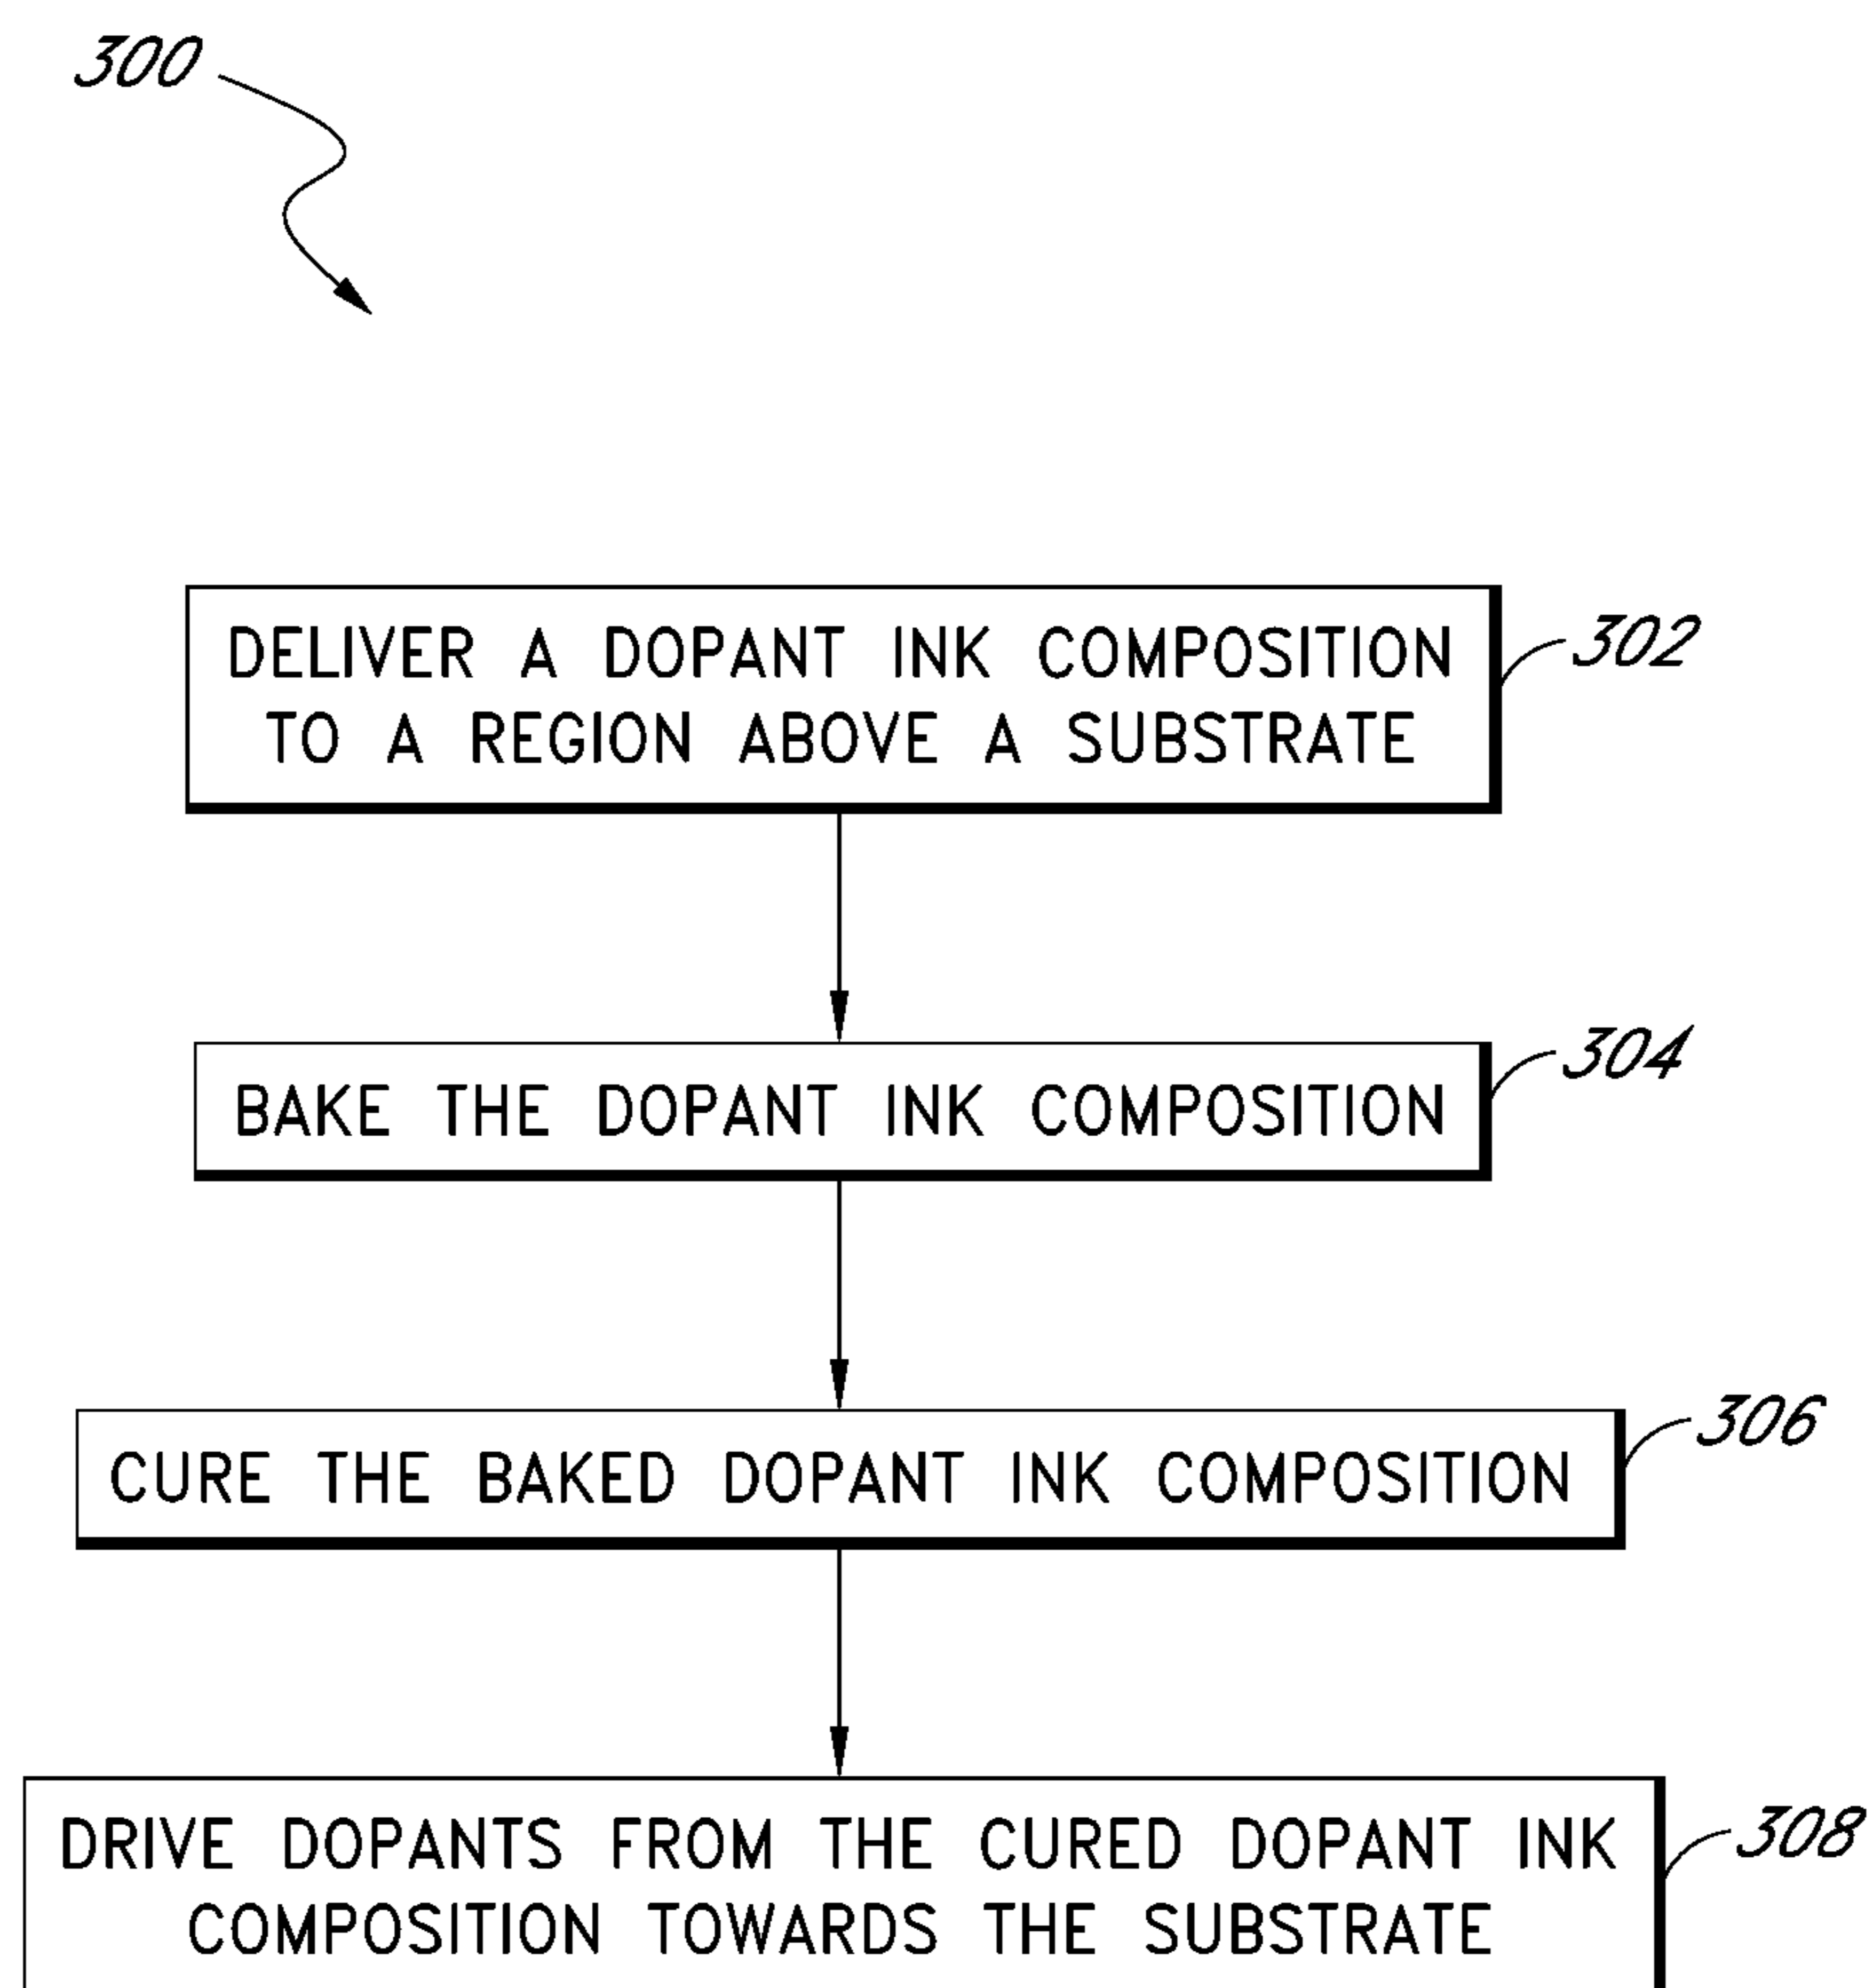 300
DELIVER A DOPANT INK COMPOSITION
TO A REGION ABOVE A SUBSTRATE
302
BAKE THE DOPANT INK COMPOSITION
304
CURE THE BAKED DOPANT INK COMPOSITION
306
DRIVE DOPANTS FROM THE CURED DOPANT INK
COMPOSITION TOWARDS THE SUBSTRATE
308